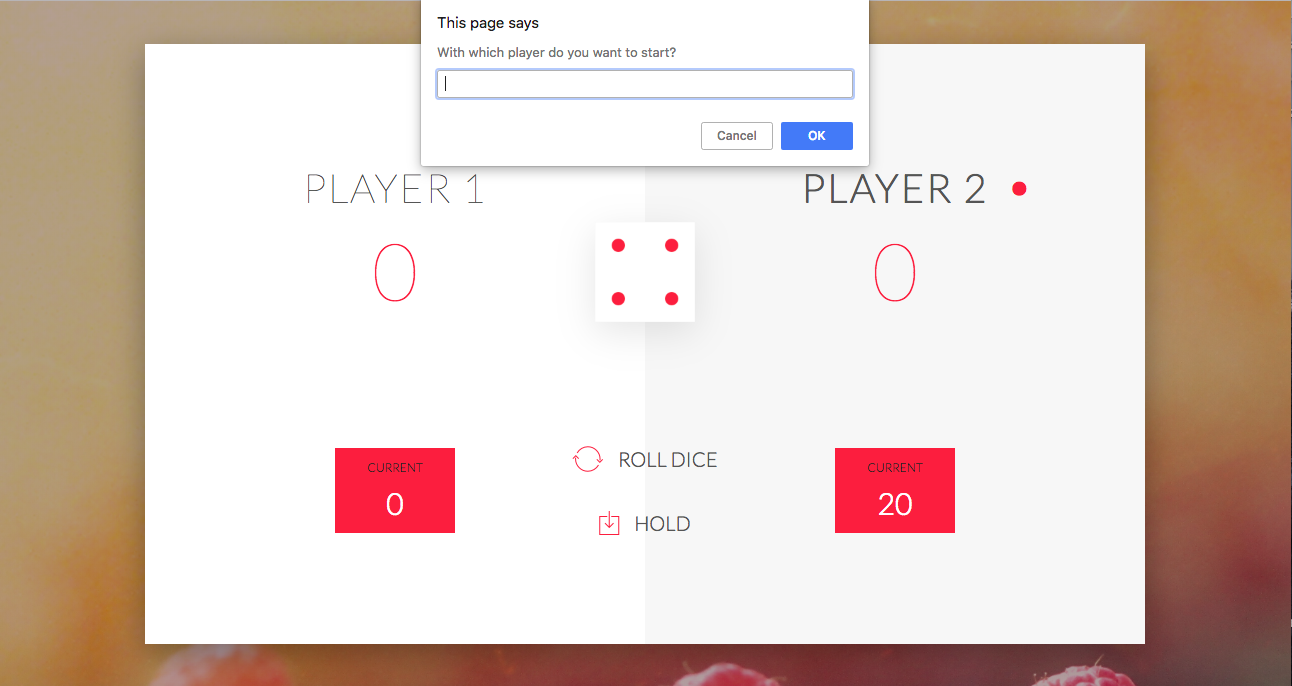 This page says
With which player do you want to start?
Cancel
OK
PLAYER 1
PLAYER 2
0
0
CURRENT
0
ROLL DICE
HOLD
CURRENT
20